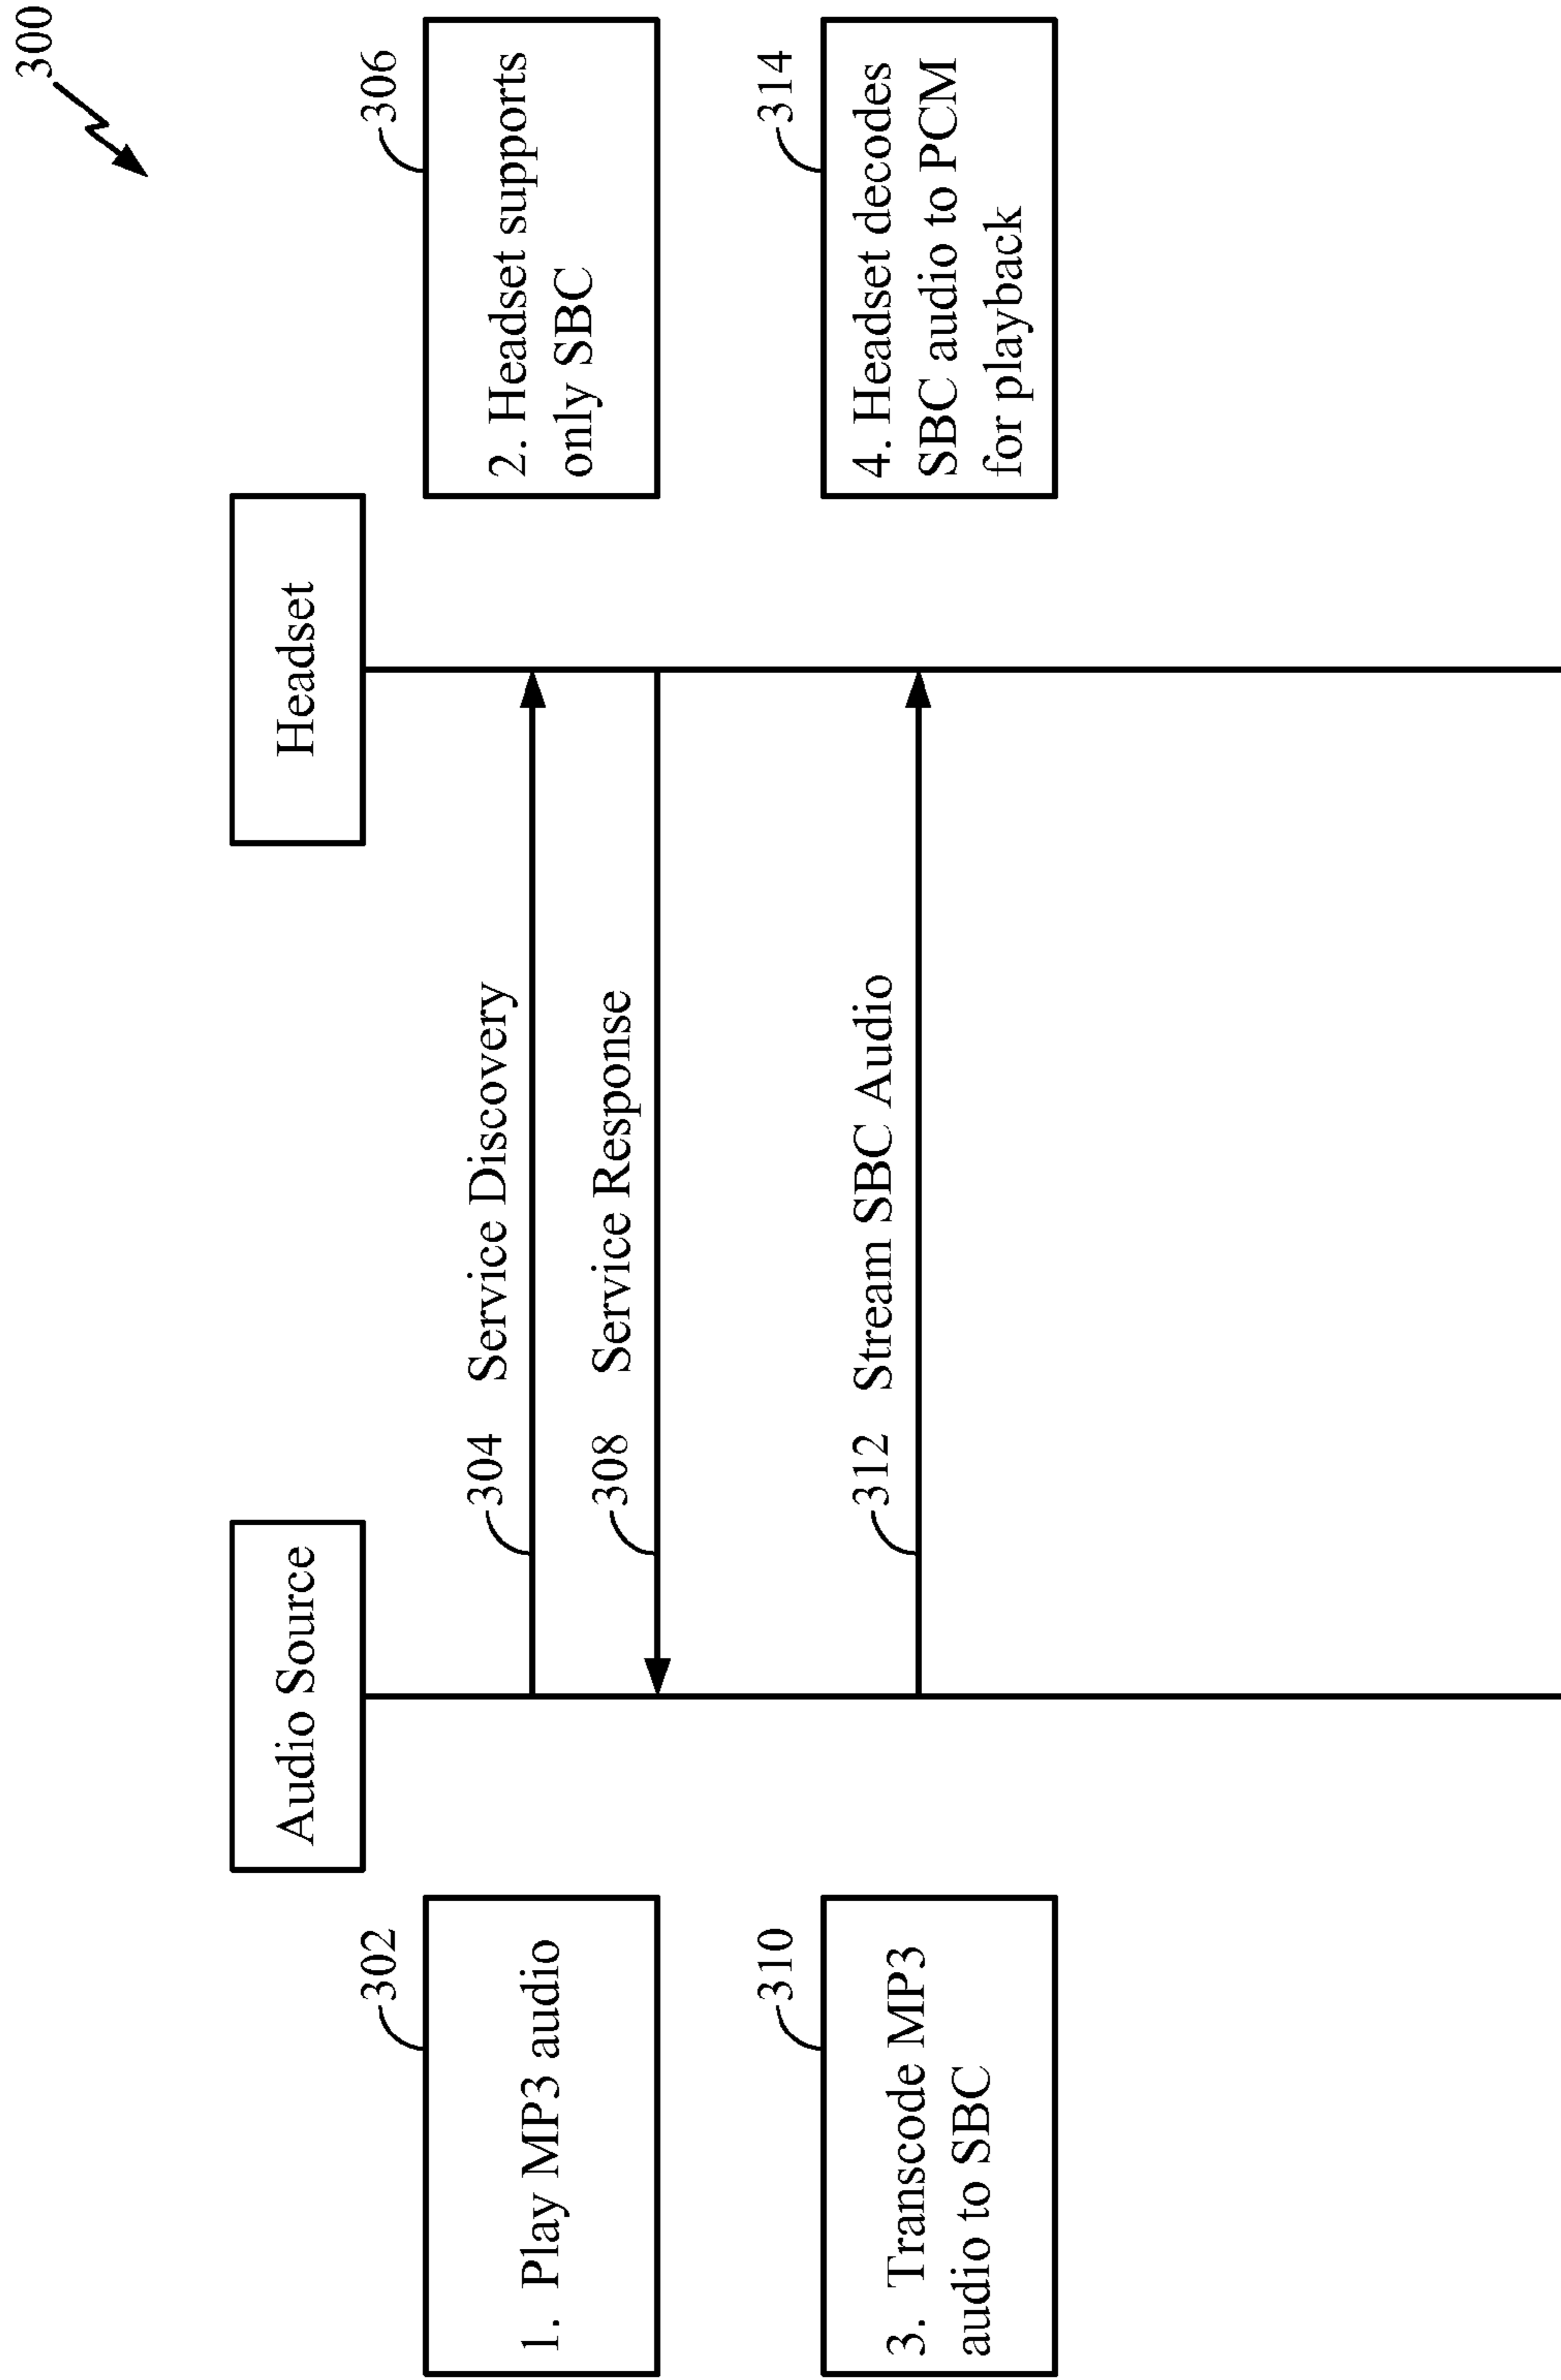 300
Audio Source
Headset
302
1. Play MP3 audio
304
Service Discovery
306
2. Headset supports
only SBC
308
Service Response
310
3. Transcode MP3
audio to SBC
312
Stream SBC Audio
314
4. Headset decodes
SBC audio to PCM
for playback